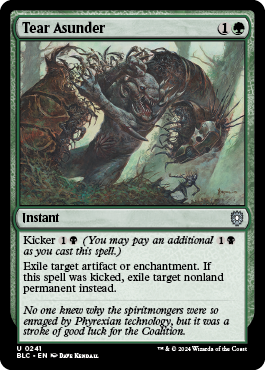 Tear Asunder 1
Instant
Kicker 1 (You may pay an additional 1
as you cast this spell.)
Exile target artifact or enchantment. If
this spell was kicked, exile target nonland
permanent instead.
No one knew why the spiritmongers were so
enraged by Phyrexian technology, but it was a
stroke of good luck for the Coalition.
U 0241
BLC • EN Dave Kendall
™ & © 2024 Wizards of the Coast